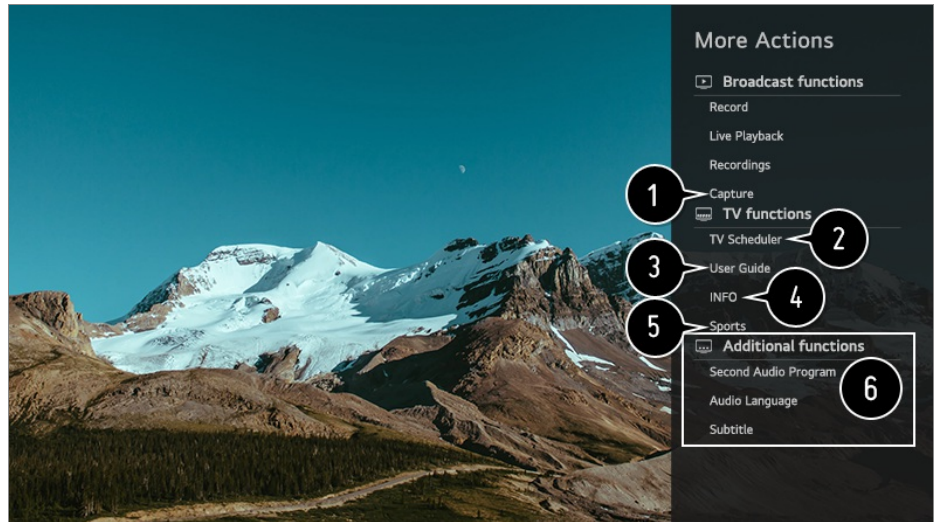 More Actions
Broadcast functions
Record
Live Playback
Recordings
1
Capture
TV functions
TV Scheduler
2
3
User Guide
INFO
4
5
Sports
Additional functions
Second Audio Program
6
Audio Language
Subtitle